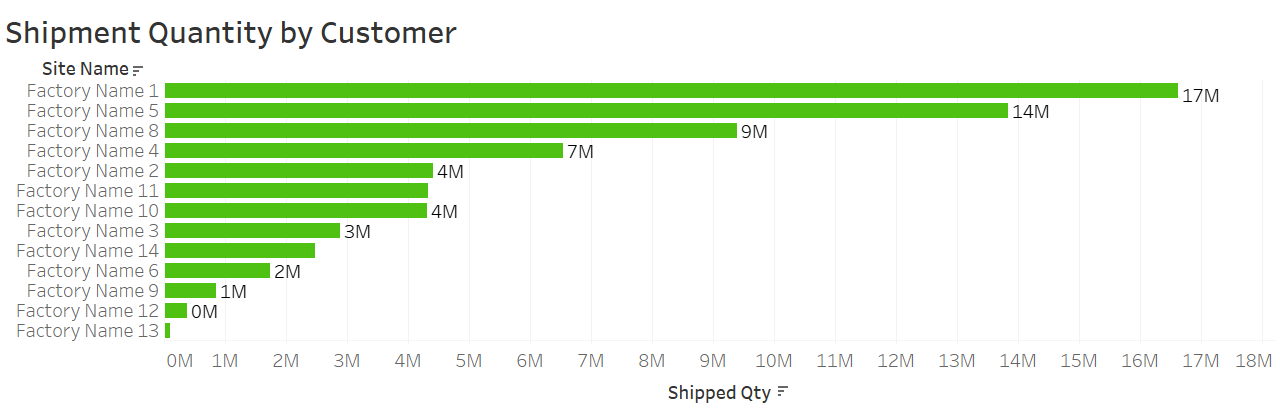 Shipment Quantity by Customer
Site Name
Factory Name 1 17M
Factory Name 5 14M
Factory Name 8 9M
Factory Name 4 7M
Factory Name 2 4M
Factory Name 11
Factory Name 10 4M
Factory Name 3 3M
Factory Name 14
Factory Name 6 2M
Factory Name 9 1M
Factory Name 12 0M
Factory Name 13
0M 1M 2M 3M 4M 5M 6M 7M 8M 9M 10M 11M 12M 13M 14M 15M 16M 17M 18M
Shipped Qty